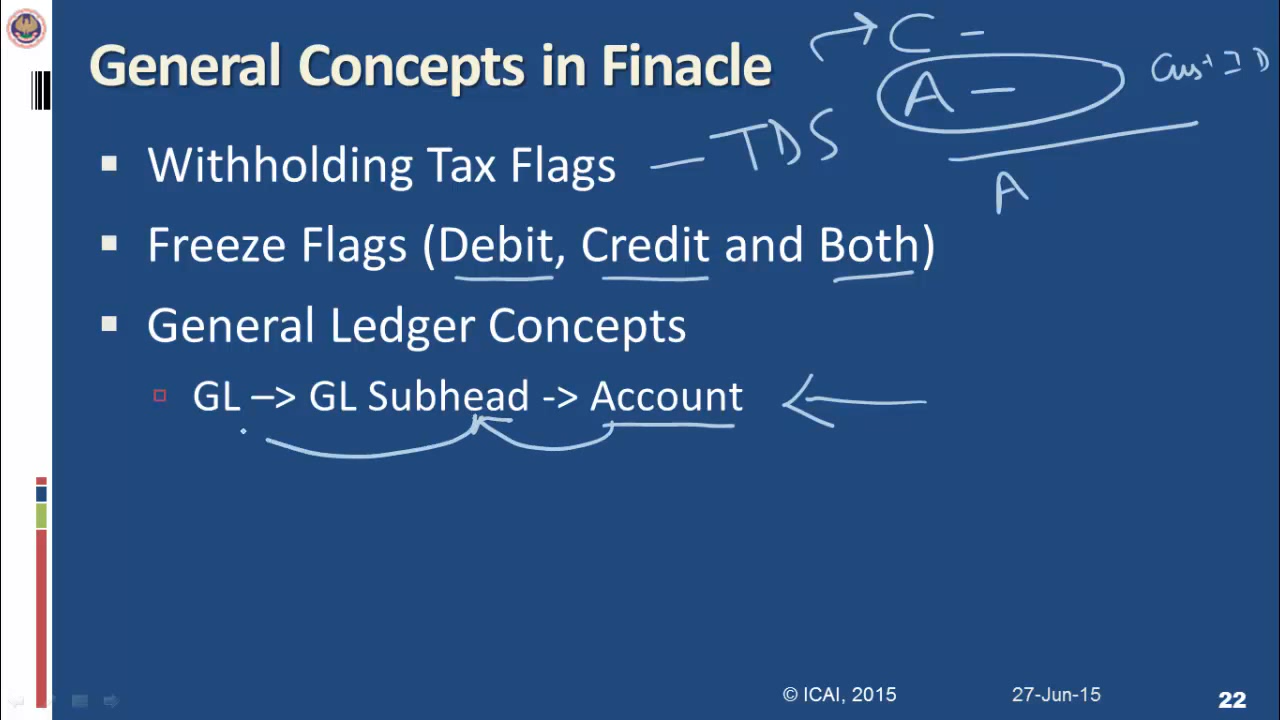 General Concepts in Finacle
C -
A -
Cust ID
Withholding Tax Flags
— TDS
A
Freeze Flags (Debit, Credit and Both)
General Ledger Concepts
GL –> GL Subhead -> Account
© ICAI, 2015
27-Jun-15
22